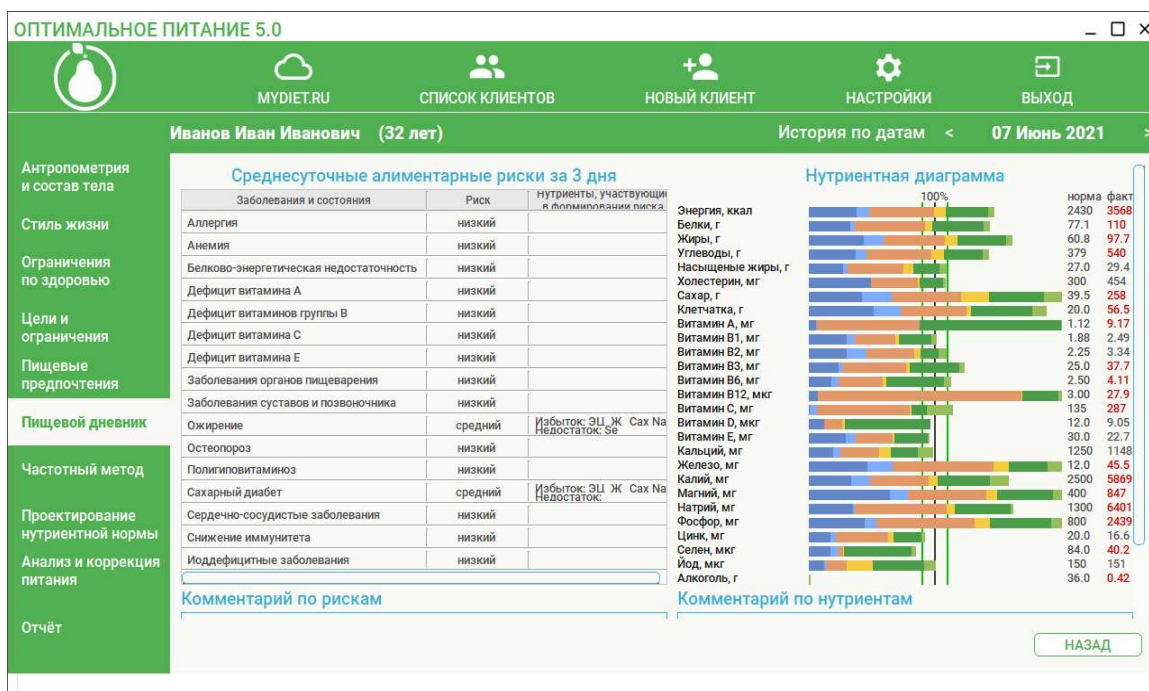 ОПТИМАЛЬНОЕ ПИТАНИЕ 5.0
MYDIET.RU СПИСОК КЛИЕНТОВ НОВЫЙ КЛИЕНТ НАСТРОЙКИ ВЫХОД
Иванов Иван Иванович (32 лет) История по датам < 07 Июнь 2021 >
Антропометрия
и состав тела
Стиль жизни
Ограничения
по здоровью
Цели и
ограничения
Пищевые
предпочтения
Пищевой дневник
Частотный метод
Проектирование
нутриентной нормы
Анализ и коррекция
питания
Отчёт
Среднесуточные алиментарные риски за 3 дня
Заболевания и состояния Риск Нутриенты, участвующие
в формировании риска
Аллергия низкий
Анемия низкий
Белково-энергетическая недостаточность низкий
Дефицит витамина А низкий
Дефицит витаминов группы В низкий
Дефицит витамина С низкий
Дефицит витамина Е низкий
Заболевания органов пищеварения низкий
Заболевания суставов и позвоночника низкий
Ожирение средний Избыток: ЭЦ Ж Сах Na
Недостаток: Se
Остеопороз низкий
Полигиповитаминоз низкий
Сахарный диабет средний Избыток: ЭЦ Ж Сах Na
Недостаток:
Сердечно-сосудистые заболевания низкий
Снижение иммунитета низкий
Йоддефицитные заболевания низкий
Комментарий по рискам
Нутриентная диаграмма
100% норма факт
Энергия, ккал 2430 3568
Белки, г 77.1 110
Жиры, г 60.8 97.7
Углеводы, г 379 540
Насыщеные жиры, г 27.0 29.4
Холестерин, мг 300 454
Сахар, г 39.5 258
Клетчатка, г 20.0 56.5
Витамин А, мг 1.12 9.17
Витамин В1, мг 1.88 2.49
Витамин В2, мг 2.25 3.34
Витамин В3, мг 25.0 37.7
Витамин В6, мг 2.50 4.11
Витамин В12, мкг 3.00 27.9
Витамин С, мг 135 287
Витамин D, мкг 12.0 9.05
Витамин Е, мг 30.0 22.7
Кальций, мг 1250 1148
Железо, мг 12.0 45.5
Калий, мг 2500 5869
Магний, мг 400 847
Натрий, мг 1300 6401
Фосфор, мг 800 2439
Цинк, мг 20.0 16.6
Селен, мкг 84.0 40.2
Йод, мкг 150 151
Алкоголь, г 36.0 0.42
Комментарий по нутриентам
НАЗАД